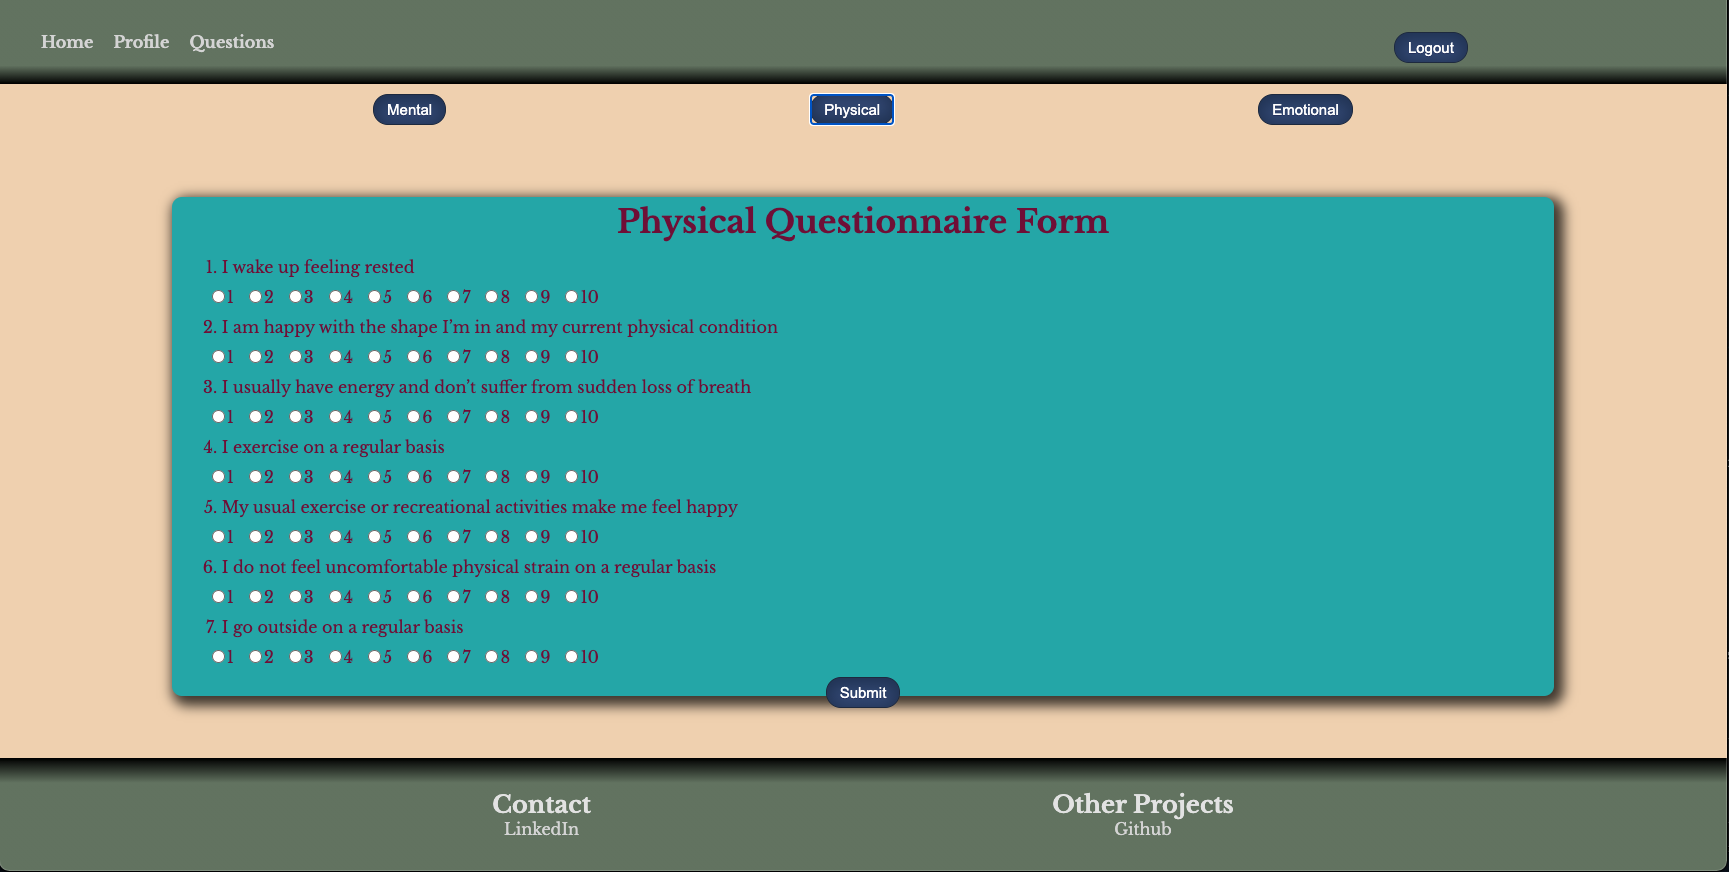 Home Profile Questions Logout
Mental Physical Emotional
Physical Questionnaire Form
1. I wake up feeling rested
1 2 3 4 5 6 7 8 9 10
2. I am happy with the shape I’m in and my current physical condition
1 2 3 4 5 6 7 8 9 10
3. I usually have energy and don’t suffer from sudden loss of breath
1 2 3 4 5 6 7 8 9 10
4. I exercise on a regular basis
1 2 3 4 5 6 7 8 9 10
5. My usual exercise or recreational activities make me feel happy
1 2 3 4 5 6 7 8 9 10
6. I do not feel uncomfortable physical strain on a regular basis
1 2 3 4 5 6 7 8 9 10
7. I go outside on a regular basis
1 2 3 4 5 6 7 8 9 10
Submit
Contact Other Projects
LinkedIn Github